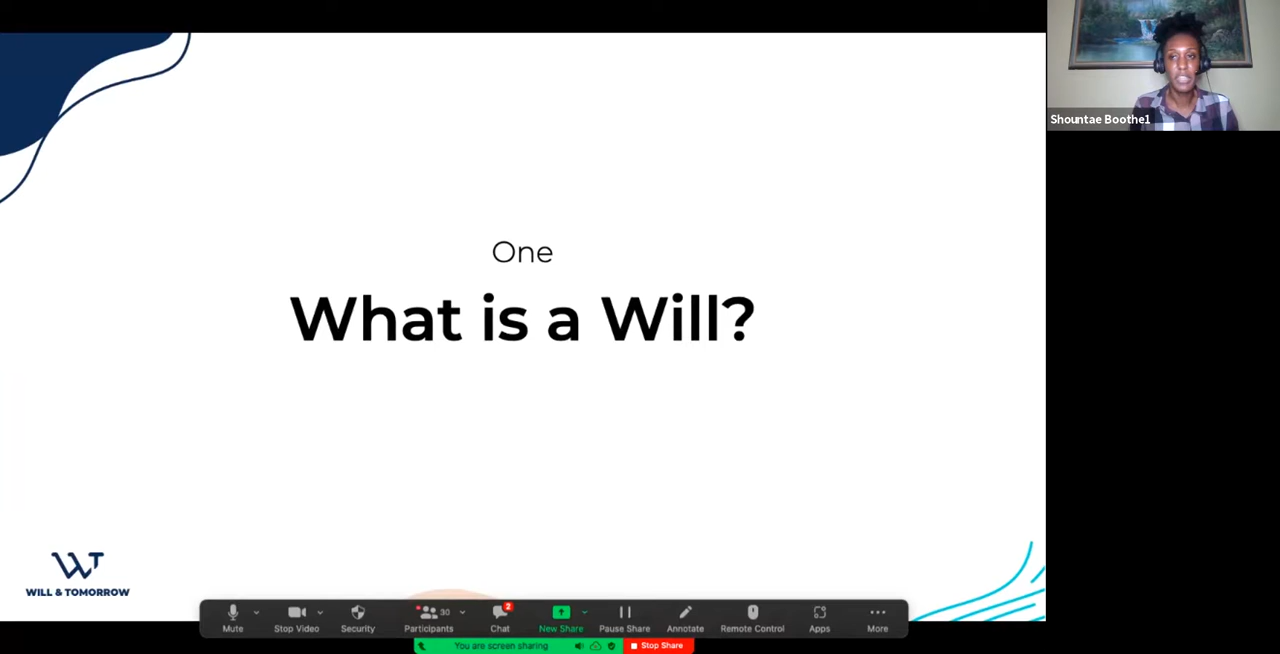 Shountae Boothe1
One
What is a Will?
WT
WILL & TOMORROW
30
2
Mute
Stop Video
Security
Participants
Chat
New Share
Pause Share
Annotate
Remote Control
Apps
More
You are screen sharing
Stop Share